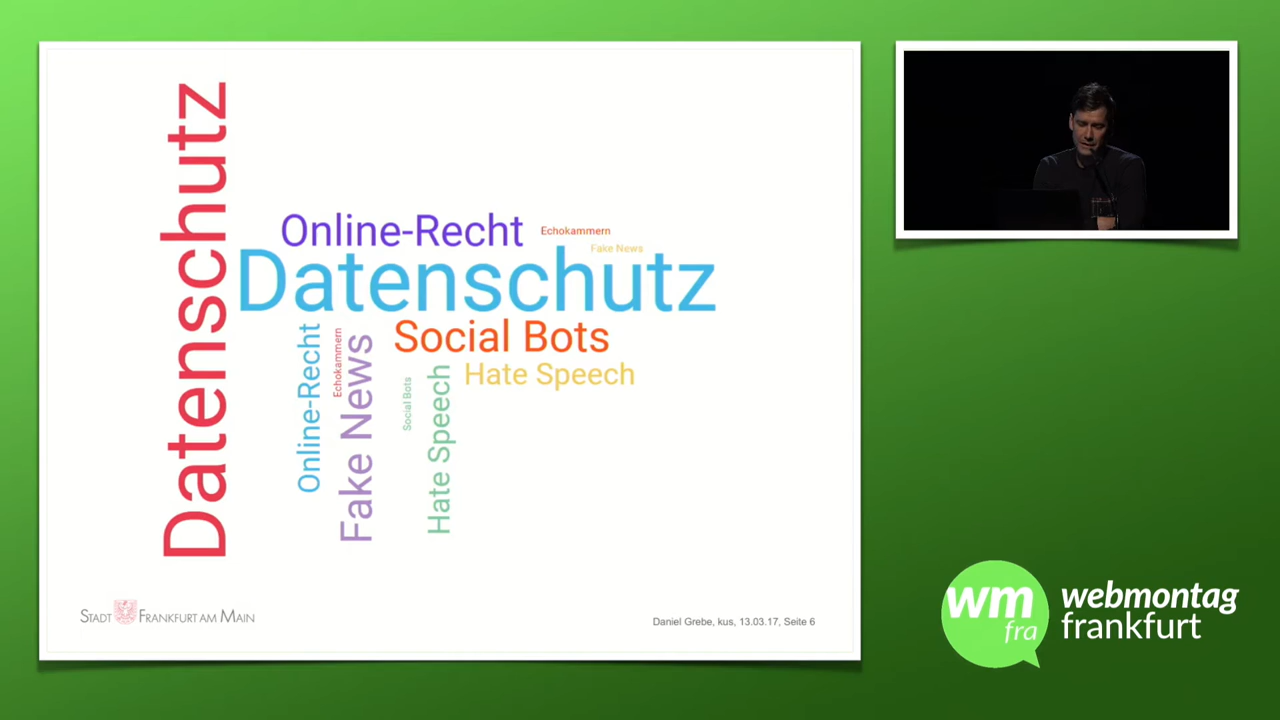 Datenschutz
Online-Recht
Echokammern
Fake News
Datenschutz
Social Bots
Hate Speech
Online-Recht
Echokammern
Fake News
Social Bots
Hate Speech
STADT FRANKFURT AM MAIN
Daniel Grebe, kus, 13.03.17, Seite 6
wm
fra
webmontag
frankfurt